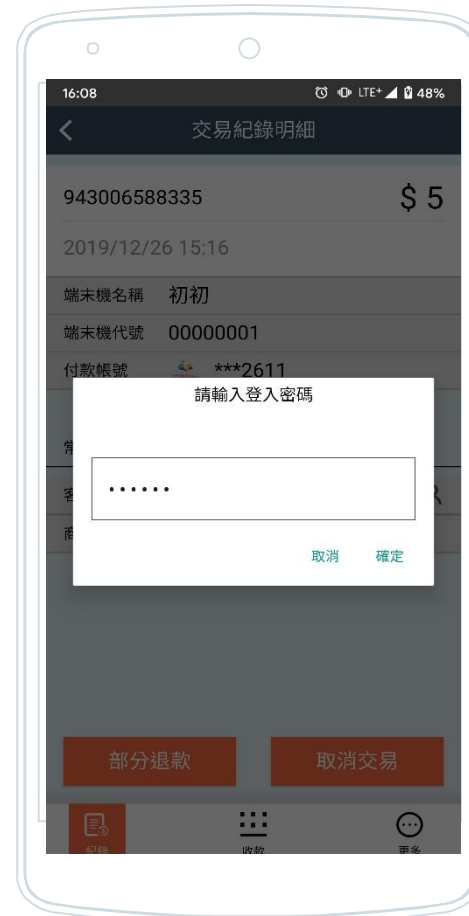 16:08 LTE+ 48%
交易紀錄明細
943006588335 $ 5
2019/12/26 15:16
端末機名稱 初初
端末機代號 00000001
付款帳號 ***2611
請輸入登入密碼
常
客
商
取消 確定
部分退款 取消交易
紀錄 收款 更多